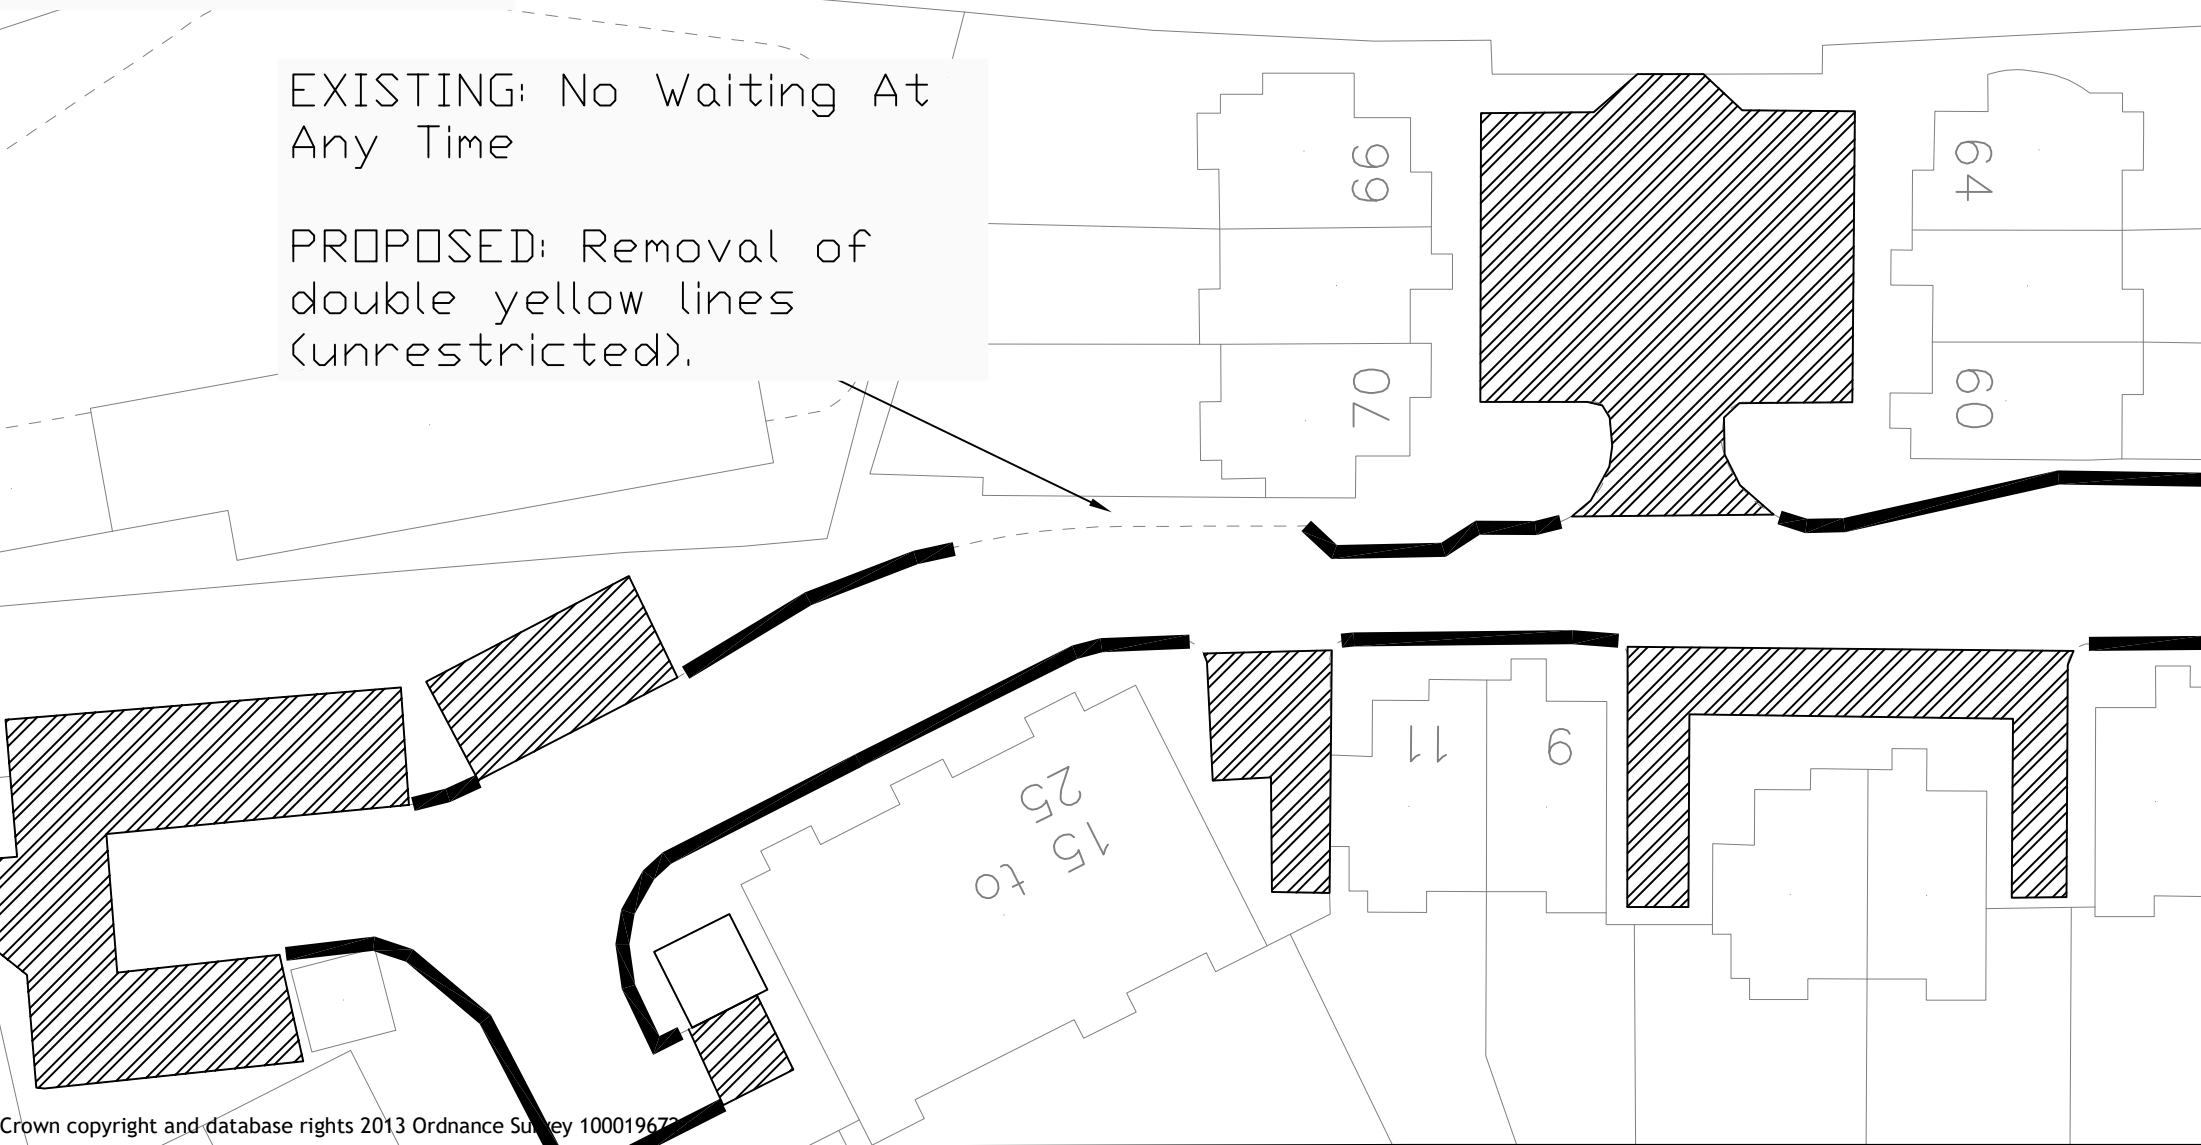 EXISTING: No Waiting At
Any Time
PROPOSED: Removal of
double yellow lines
(unrestricted).
66
64
70
60
11
9
15 to
25
Crown copyright and database rights 2013 Ordnance Survey